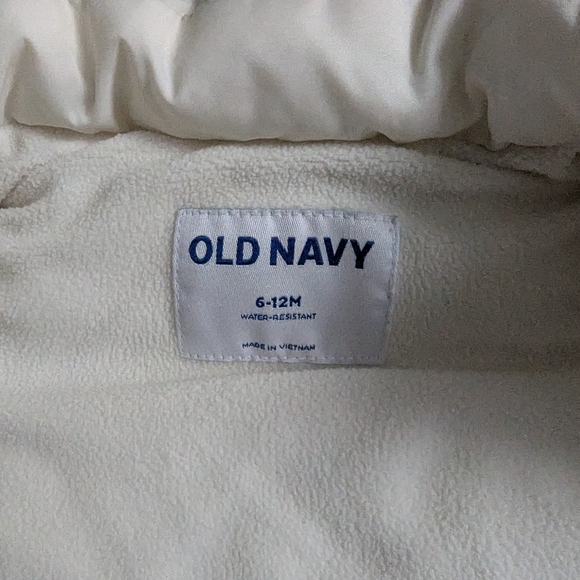 OLD NAVY
6-12M
WATER-RESISTANT
MADE IN VIETNAM